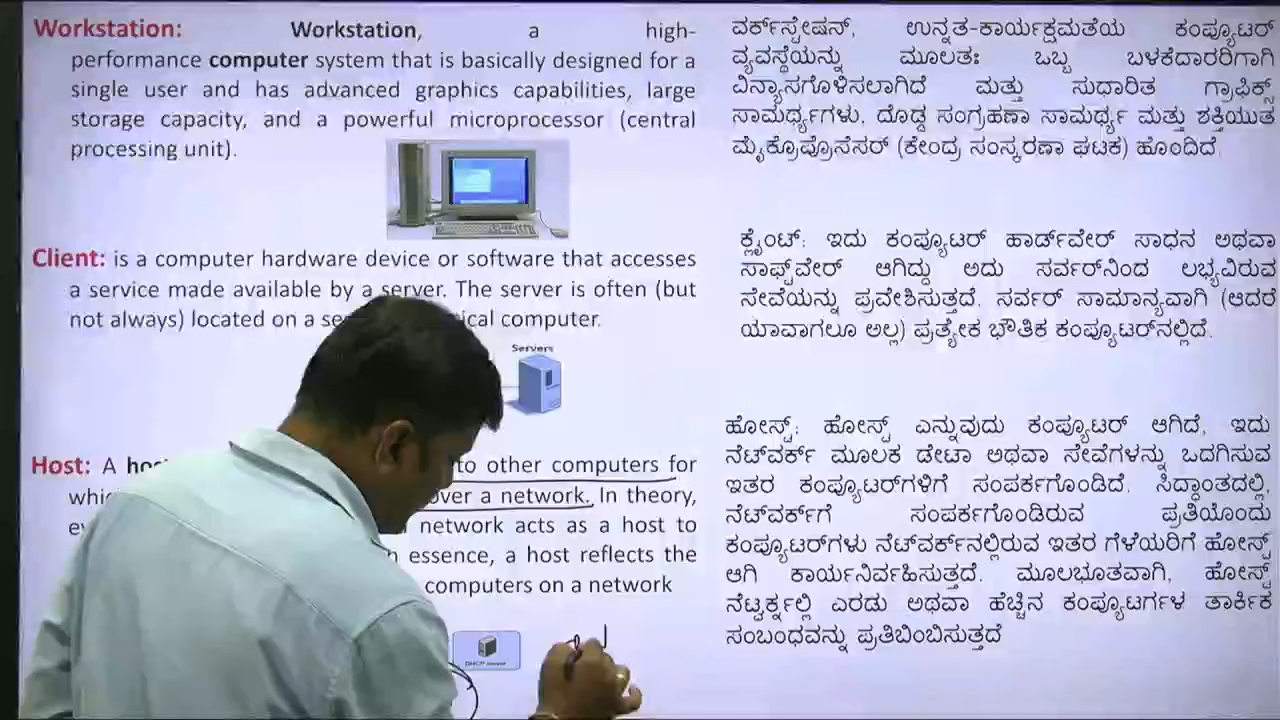 Workstation: Workstation, a high-
performance computer system that is basically designed for a
single user and has advanced graphics capabilities, large
storage capacity, and a powerful microprocessor (central
processing unit).
Client: is a computer hardware device or software that accesses
a service made available by a server. The server is often (but
not always) located on a se ical computer.
Servers
Host: A to other computers for
over a network. In theory,
network acts as a host to
essence, a host reflects the
computers on a network
DHCP server
ವರ್ಕ್‌ಸ್ಟೇಷನ್, ಉನ್ನತ-ಕಾರ್ಯಕ್ಷಮತೆಯ ಕಂಪ್ಯೂಟರ್
ವ್ಯವಸ್ಥೆಯನ್ನು ಮೂಲತಃ ಒಬ್ಬ ಬಳಕೆದಾರರಿಗಾಗಿ
ವಿನ್ಯಾಸಗೊಳಿಸಲಾಗಿದೆ ಮತ್ತು ಸುಧಾರಿತ ಗ್ರಾಫಿಕ್ಸ್
ಸಾಮರ್ಥ್ಯಗಳು, ದೊಡ್ಡ ಸಂಗ್ರಹಣಾ ಸಾಮರ್ಥ್ಯ ಮತ್ತು ಶಕ್ತಿಯುತ
ಮೈಕ್ರೊಪ್ರೊಸೆಸರ್ (ಕೇಂದ್ರ ಸಂಸ್ಕರಣಾ ಘಟಕ) ಹೊಂದಿದೆ.
ಕ್ಲೈಂಟ್: ಇದು ಕಂಪ್ಯೂಟರ್ ಹಾರ್ಡ್‌ವೇರ್ ಸಾಧನ ಅಥವಾ
ಸಾಫ್ಟ್‌ವೇರ್ ಆಗಿದ್ದು ಅದು ಸರ್ವರ್‌ನಿಂದ ಲಭ್ಯವಿರುವ
ಸೇವೆಯನ್ನು ಪ್ರವೇಶಿಸುತ್ತದೆ. ಸರ್ವರ್ ಸಾಮಾನ್ಯವಾಗಿ (ಆದರೆ
ಯಾವಾಗಲೂ ಅಲ್ಲ) ಪ್ರತ್ಯೇಕ ಭೌತಿಕ ಕಂಪ್ಯೂಟರ್‌ನಲ್ಲಿದೆ.
ಹೋಸ್ಟ್: ಹೋಸ್ಟ್ ಎನ್ನುವುದು ಕಂಪ್ಯೂಟರ್ ಆಗಿದೆ, ಇದು
ನೆಟ್‌ವರ್ಕ್ ಮೂಲಕ ಡೇಟಾ ಅಥವಾ ಸೇವೆಗಳನ್ನು ಒದಗಿಸುವ
ಇತರ ಕಂಪ್ಯೂಟರ್‌ಗಳಿಗೆ ಸಂಪರ್ಕಗೊಂಡಿದೆ. ಸಿದ್ಧಾಂತದಲ್ಲಿ,
ನೆಟ್‌ವರ್ಕ್‌ಗೆ ಸಂಪರ್ಕಗೊಂಡಿರುವ ಪ್ರತಿಯೊಂದು
ಕಂಪ್ಯೂಟರ್‌ಗಳು ನೆಟ್‌ವರ್ಕ್‌ನಲ್ಲಿರುವ ಇತರ ಗೆಳೆಯರಿಗೆ ಹೋಸ್ಟ್
ಆಗಿ ಕಾರ್ಯನಿರ್ವಹಿಸುತ್ತದೆ. ಮೂಲಭೂತವಾಗಿ, ಹೋಸ್ಟ್
ನೆಟ್ವರ್ಕ್ನಲ್ಲಿ ಎರಡು ಅಥವಾ ಹೆಚ್ಚಿನ ಕಂಪ್ಯೂಟರ್ಗಳ ತಾರ್ಕಿಕ
ಸಂಬಂಧವನ್ನು ಪ್ರತಿಬಿಂಬಿಸುತ್ತದೆ